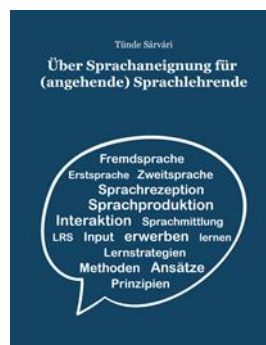 Tünde Sárvári
Über Sprachaneignung für
(angehende) Sprachlehrende
Fremdsprache
Erstsprache Zweitsprache
Sprachrezeption
Sprachproduktion
Interaktion Sprachmittlung
LRS Input erwerben lernen
Lernstrategien
Methoden Ansätze
Prinzipien